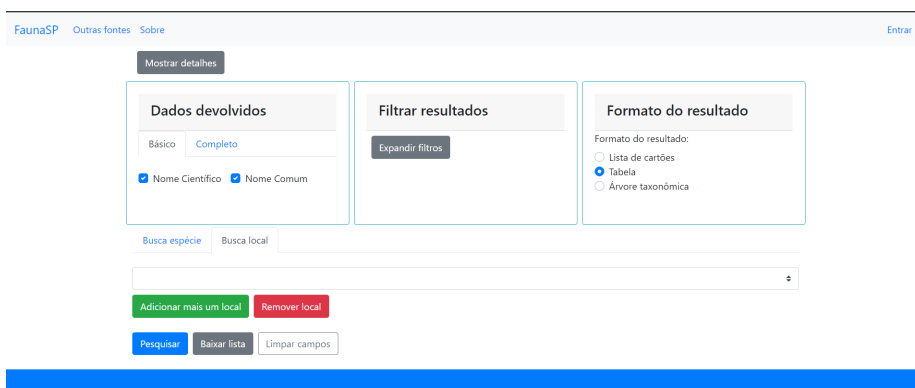 FaunaSP Outras fontes Sobre Entrar
Mostrar detalhes
Dados devolvidos
Básico Completo
Nome Científico Nome Comum
Filtrar resultados
Expandir filtros
Formato do resultado
Formato do resultado:
Lista de cartões
Tabela
Árvore taxonômica
Busca espécie Busca local
Adicionar mais um local Remover local
Pesquisar Baixar lista Limpar campos